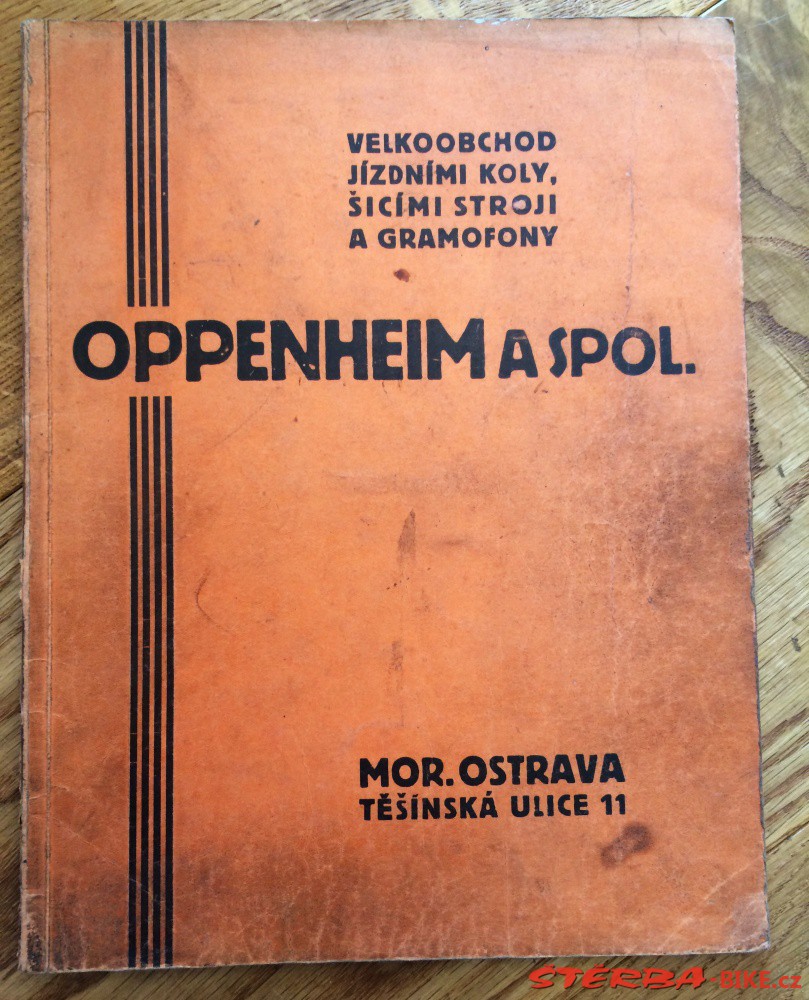 VELKOOBCHOD
JÍZDNÍMI KOLY,
ŠICÍMI STROJI
A GRAMOFONY
OPPENHEIM A SPOL.
MOR. OSTRAVA
TĚŠÍNSKÁ ULICE 11
ŠTĚRBA-BIKE.cz